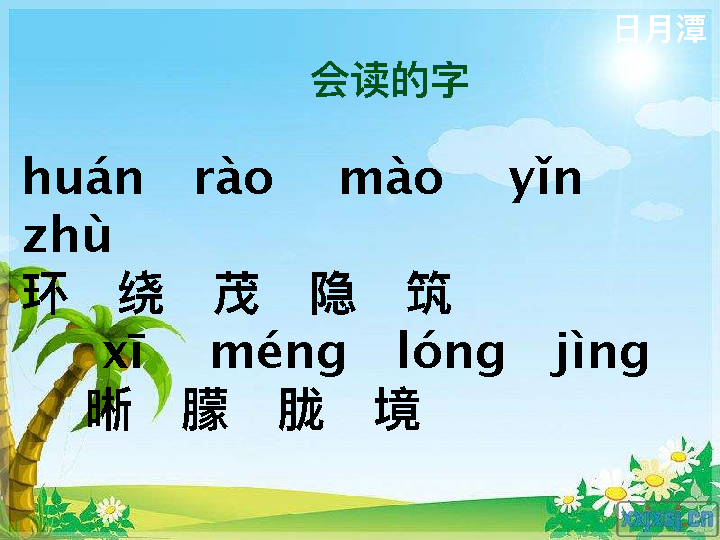 日月潭
会读的字
huán rào mào yǐn
zhù
环 绕 茂 隐 筑
xī méng lóng jìng
晰 朦 胧 境
xxjxsj.cn